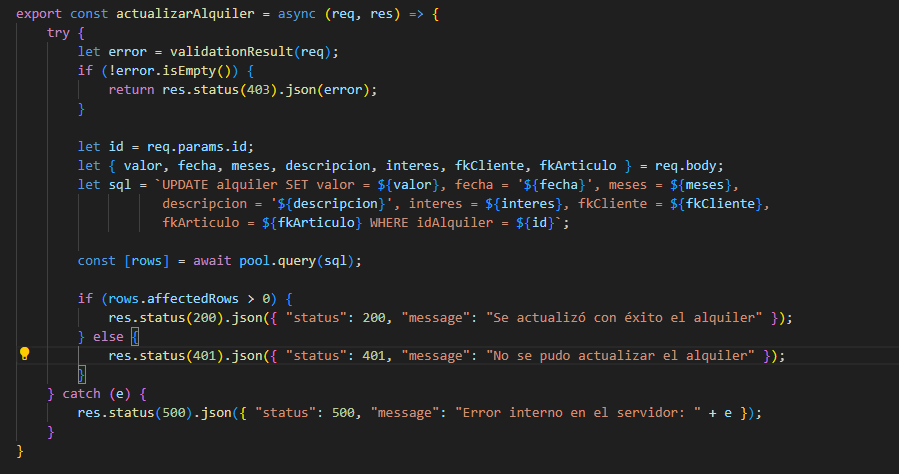 export const actualizarAlquiler = async (req, res) => {
    try {
        let error = validationResult(req);
        if (!error.isEmpty()) {
            return res.status(403).json(error);
        }

        let id = req.params.id;
        let { valor, fecha, meses, descripcion, interes, fkCliente, fkArticulo } = req.body;
        let sql = `UPDATE alquiler SET valor = ${valor}, fecha = '${fecha}', meses = ${meses},
                   descripcion = '${descripcion}', interes = ${interes}, fkCliente = ${fkCliente},
                   fkArticulo = ${fkArticulo} WHERE idAlquiler = ${id}`;

        const [rows] = await pool.query(sql);

        if (rows.affectedRows > 0) {
            res.status(200).json({ "status": 200, "message": "Se actualizó con éxito el alquiler" });
        } else {
            res.status(401).json({ "status": 401, "message": "No se pudo actualizar el alquiler" });
        }
    } catch (e) {
        res.status(500).json({ "status": 500, "message": "Error interno en el servidor: " + e });
    }
}